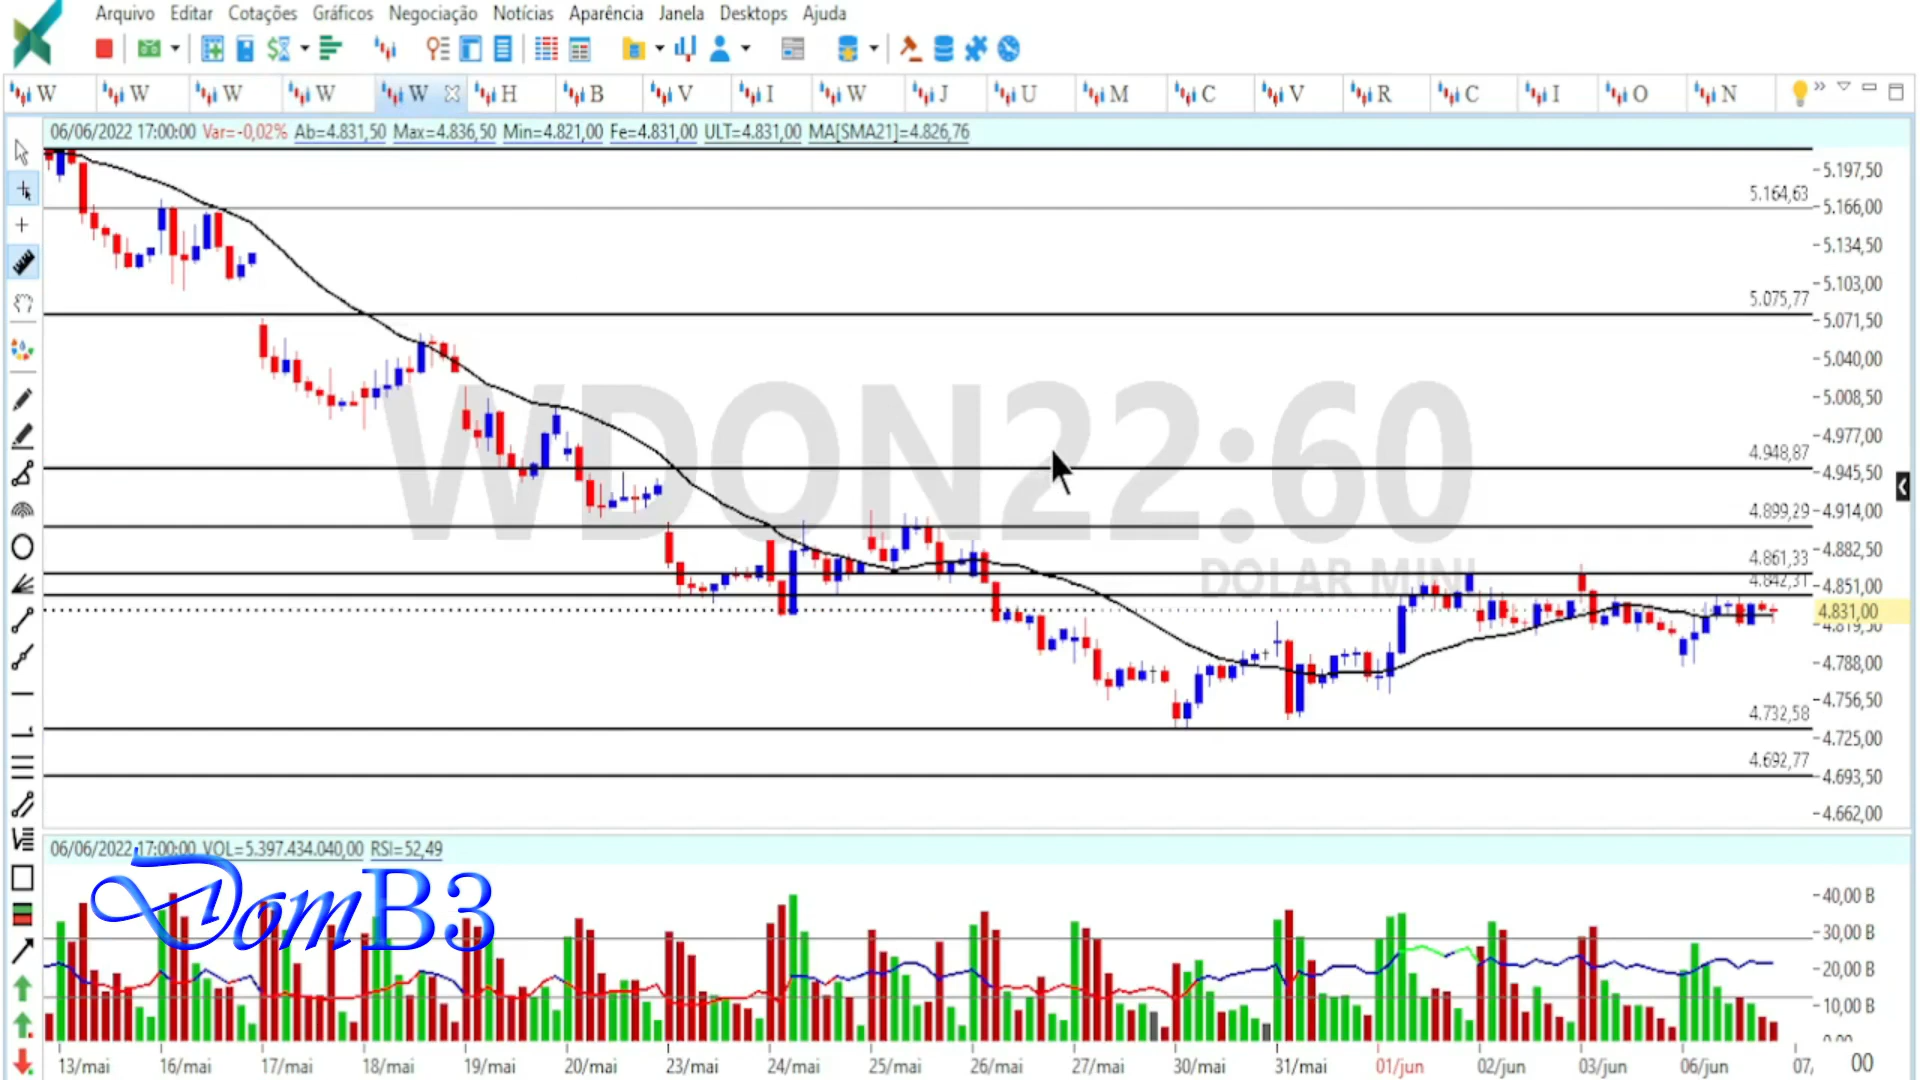 Arquivo Editar Cotações Gráficos Negociação Notícias Aparência Janela Desktops Ajuda
W W W W W H B V I W J U M C V R C I O N
06/06/2022 17:00:00 Var=-0,02% Ab=4.831,50 Max=4.836,50 Min=4.821,00 Fe=4.831,00 ULT=4.831,00 MA[SMA21]=4.826,76
5.197,50
5.164,63
5.166,00
5.134,50
5.103,00
5.075,77
5.071,50
5.040,00
5.008,50
WDON22:60
4.977,00
4.948,87
4.945,50
4.899,29
4.914,00
4.882,50
4.861,33
DOLAR MINI
4.842,31
4.851,00
4.831,00
4.819,50
4.788,00
4.756,50
4.732,58
4.725,00
4.692,77
4.693,50
4.662,00
06/06/2022 17:00:00 VOL=5.397.434.040,00 RSI=52,49
DomB3
40,00 B
30,00 B
20,00 B
10,00 B
13/mai 16/mai 17/mai 18/mai 19/mai 20/mai 23/mai 24/mai 25/mai 26/mai 27/mai 30/mai 31/mai 01/jun 02/jun 03/jun 06/jun 07, 00